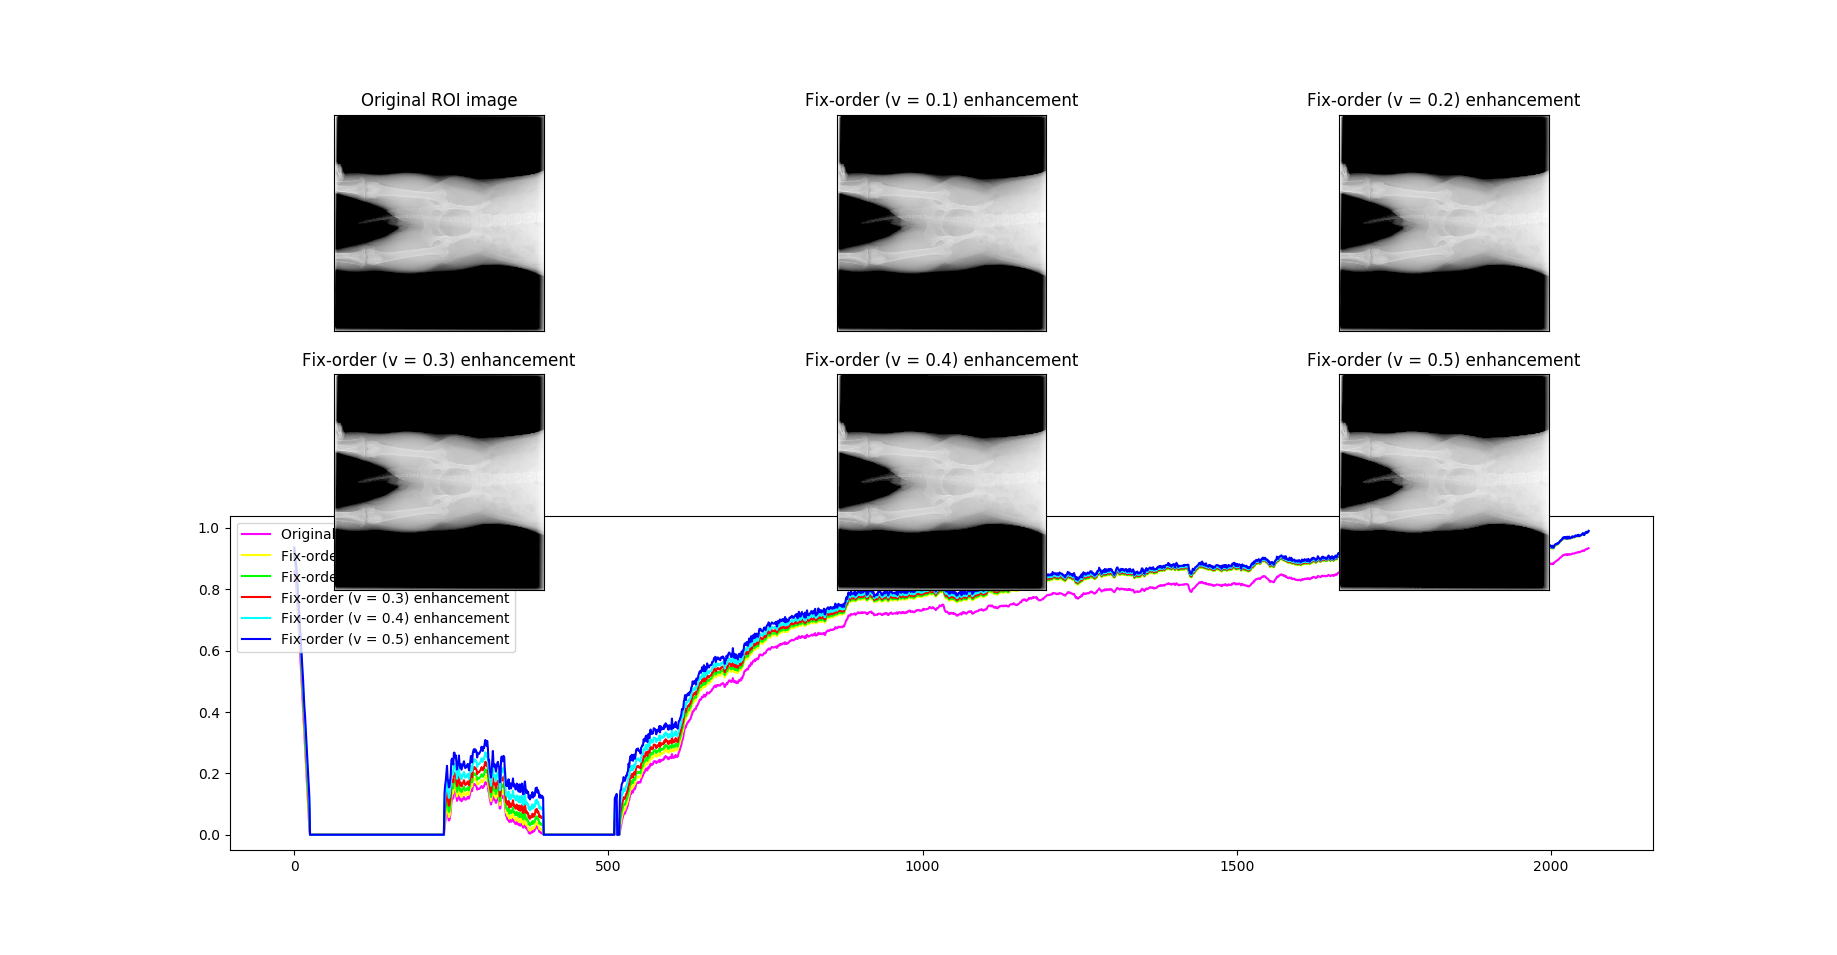 Original ROI image
Fix-order (v = 0.1) enhancement
Fix-order (v = 0.2) enhancement
Fix-order (v = 0.3) enhancement
Fix-order (v = 0.4) enhancement
Fix-order (v = 0.5) enhancement
1.0
0.8
0.6
0.4
0.2
0.0
Original
Fix-orde
Fix-orde
Fix-order (v = 0.3) enhancement
Fix-order (v = 0.4) enhancement
Fix-order (v = 0.5) enhancement
0
500
1000
1500
2000